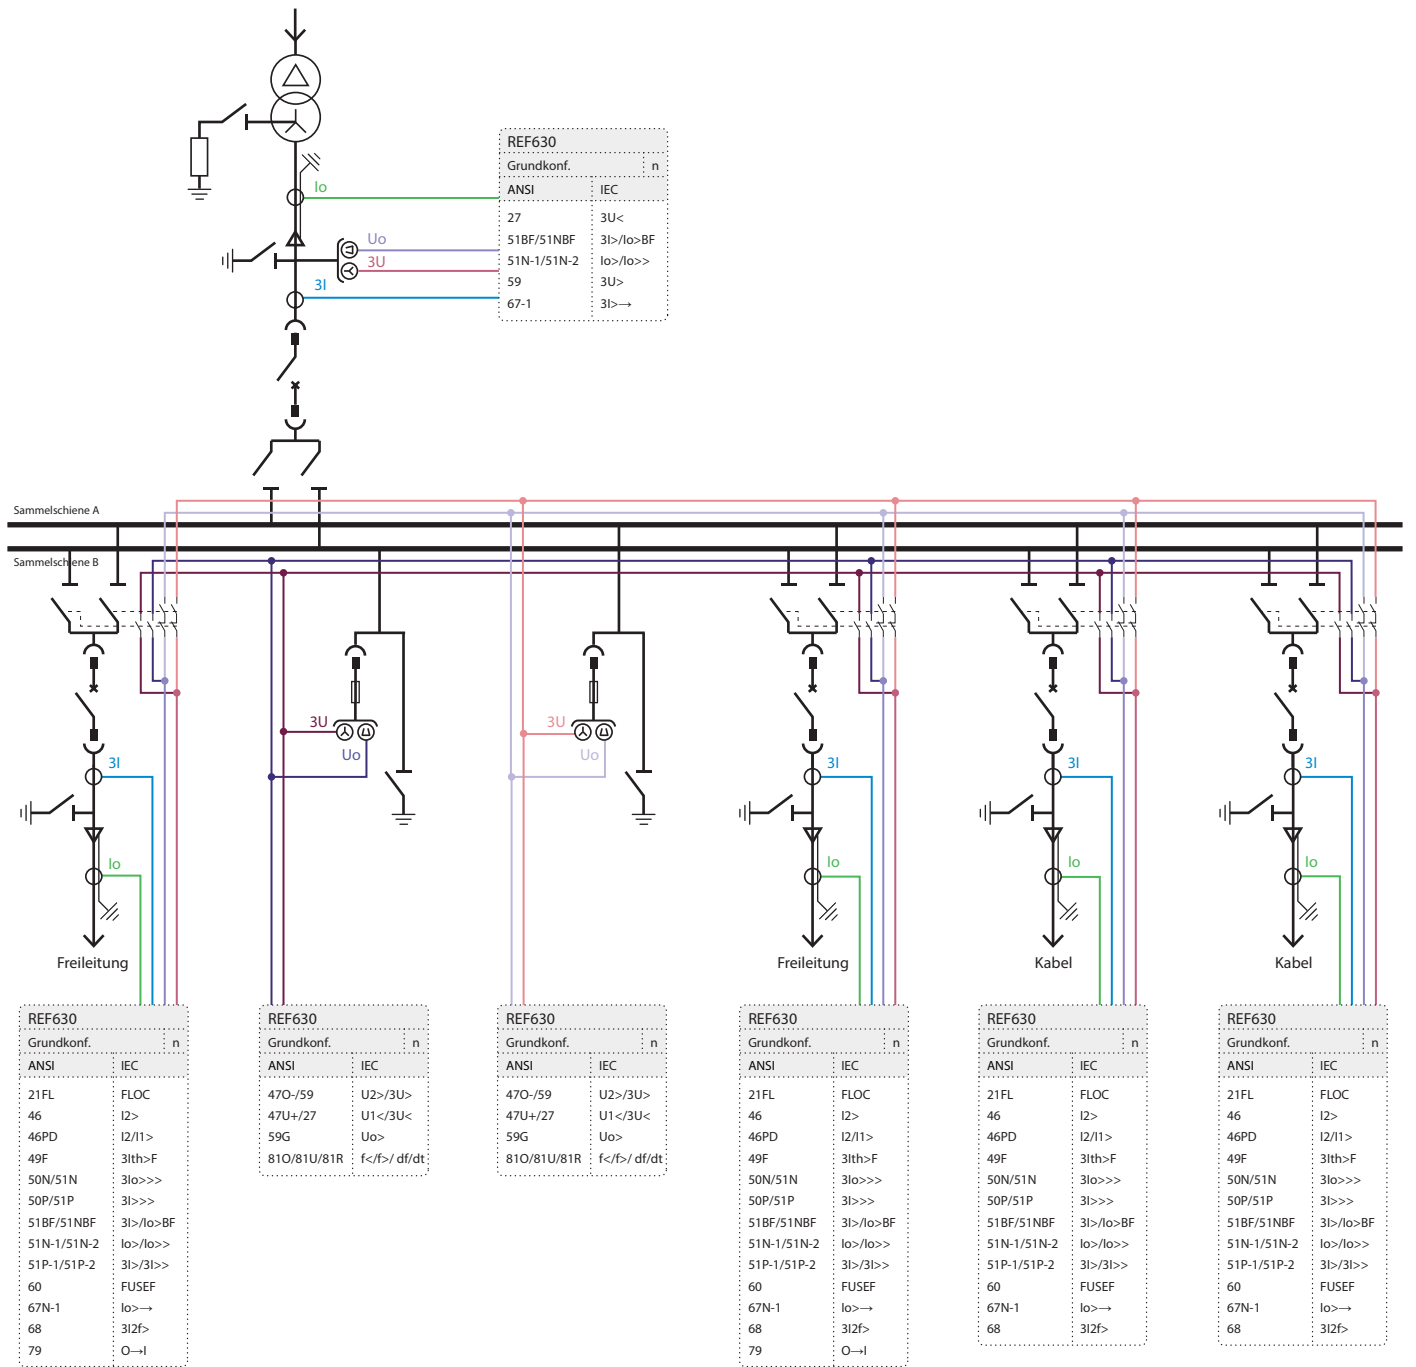 Io
Uo
3U
3I
REF630
Grundkonf. n
ANSI IEC
27 3U<
51BF/51NBF 3I>/Io>BF
51N-1/51N-2 Io>/Io>>
59 3U>
67-1 3I>→
Sammelschiene A
Sammelschiene B
3I
Io
Freileitung
3U
Uo
3U
Uo
3I
Io
Freileitung
3I
Io
Kabel
3I
Io
Kabel
REF630
Grundkonf. n
ANSI IEC
21FL FLOC
46 I2>
46PD I2/I1>
49F 3Ith>F
50N/51N 3Io>>>
50P/51P 3I>>>
51BF/51NBF 3I>/Io>BF
51N-1/51N-2 Io>/Io>>
51P-1/51P-2 3I>/3I>>
60 FUSEF
67N-1 Io>→
68 3I2f>
79 O→I
REF630
Grundkonf. n
ANSI IEC
47O-/59 U2>/3U>
47U+/27 U1</3U<
59G Uo>
81O/81U/81R f</f>/ df/dt
REF630
Grundkonf. n
ANSI IEC
47O-/59 U2>/3U>
47U+/27 U1</3U<
59G Uo>
81O/81U/81R f</f>/ df/dt
REF630
Grundkonf. n
ANSI IEC
21FL FLOC
46 I2>
46PD I2/I1>
49F 3Ith>F
50N/51N 3Io>>>
50P/51P 3I>>>
51BF/51NBF 3I>/Io>BF
51N-1/51N-2 Io>/Io>>
51P-1/51P-2 3I>/3I>>
60 FUSEF
67N-1 Io>→
68 3I2f>
79 O→I
REF630
Grundkonf. n
ANSI IEC
21FL FLOC
46 I2>
46PD I2/I1>
49F 3Ith>F
50N/51N 3Io>>>
50P/51P 3I>>>
51BF/51NBF 3I>/Io>BF
51N-1/51N-2 Io>/Io>>
51P-1/51P-2 3I>/3I>>
60 FUSEF
67N-1 Io>→
68 3I2f>
REF630
Grundkonf. n
ANSI IEC
21FL FLOC
46 I2>
46PD I2/I1>
49F 3Ith>F
50N/51N 3Io>>>
50P/51P 3I>>>
51BF/51NBF 3I>/Io>BF
51N-1/51N-2 Io>/Io>>
51P-1/51P-2 3I>/3I>>
60 FUSEF
67N-1 Io>→
68 3I2f>